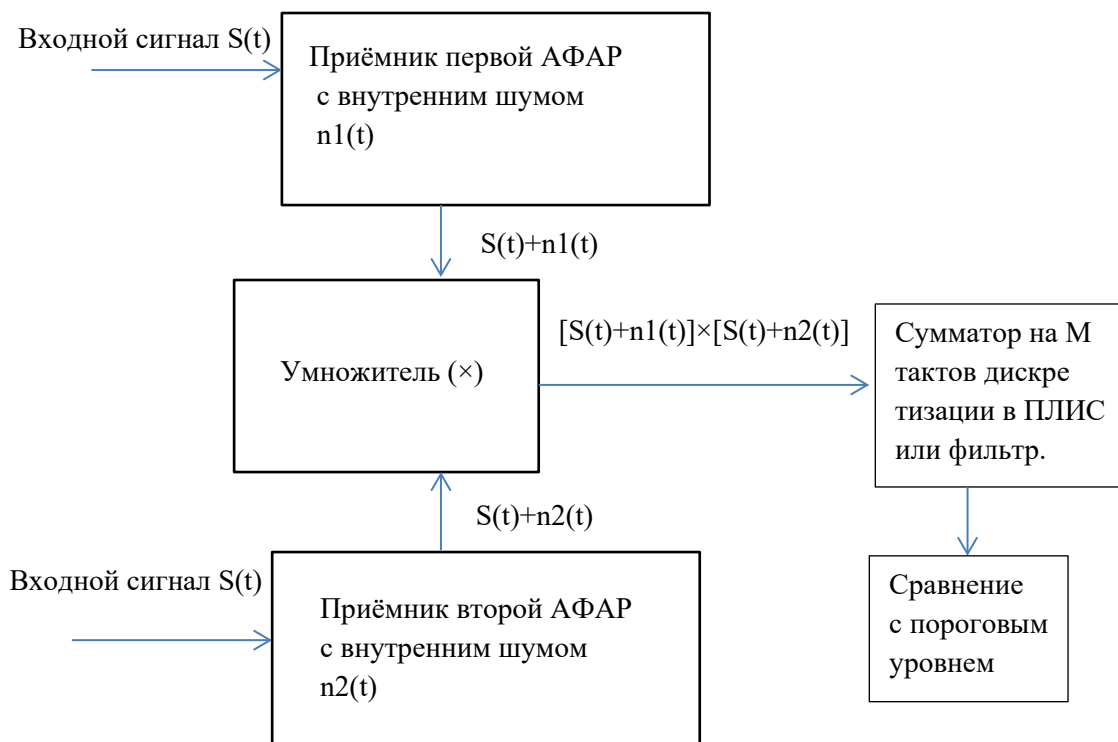 Входной сигнал S(t)
Приёмник первой АФАР
с внутренним шумом
n1(t)
S(t)+n1(t)
[S(t)+n1(t)]×[S(t)+n2(t)]
Умножитель (×)
Сумматор на М
тактов дискре
тизации в ПЛИС
или фильтр.
S(t)+n2(t)
Входной сигнал S(t)
Приёмник второй АФАР
с внутренним шумом
n2(t)
Сравнение
с пороговым
уровнем